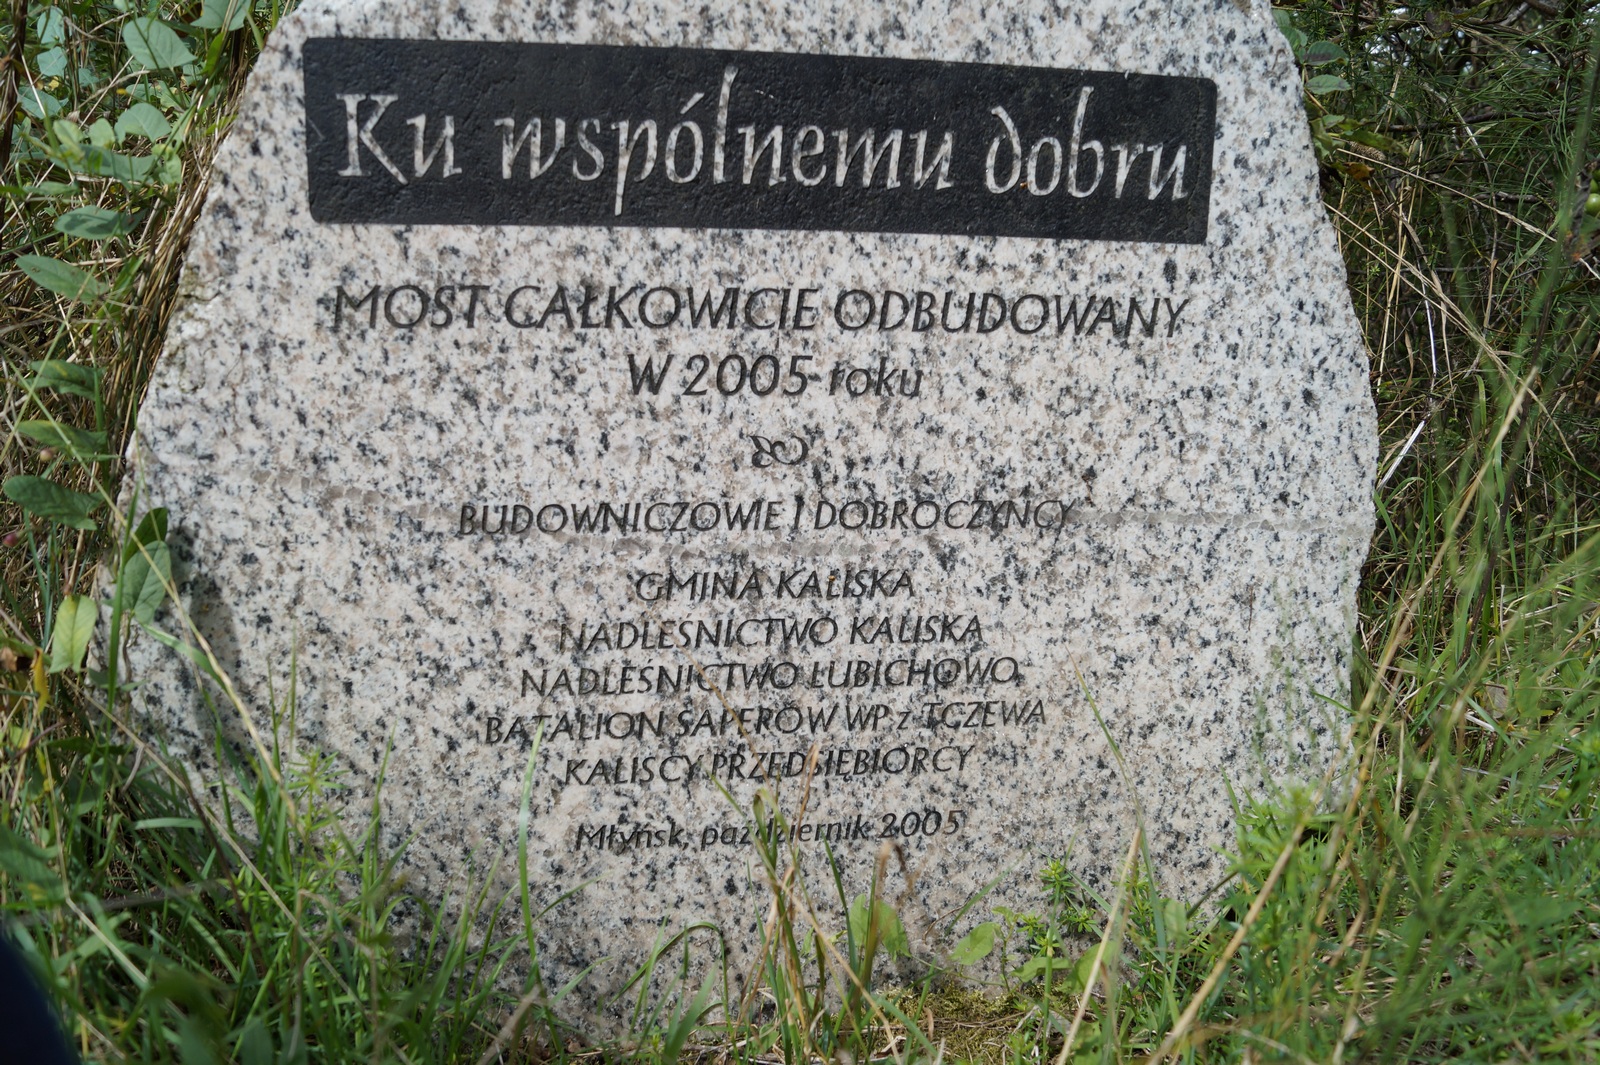 Ku wspólnemu dobru
MOST CAŁKOWICIE ODBUDOWANY
W 2005 roku
BUDOWNICZOWIE I DOBROCZYŃCY
GMINA KALISKA
NADLEŚNICTWO KALISKA
NADLEŚNICTWO LUBICHOWO
BATALION SAPERÓW WP z TCZEWA
KALISCY PRZEDSIĘBIORCY
Młyńsk, październik 2005